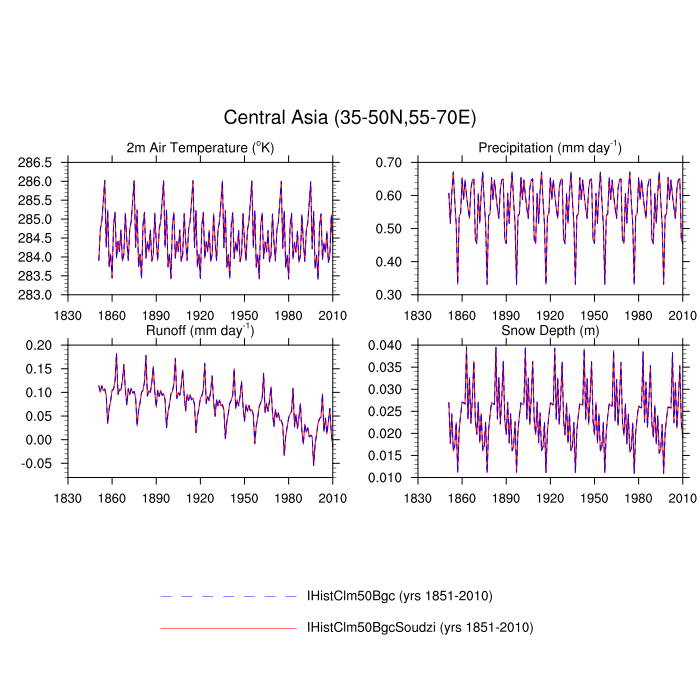 Central Asia (35-50N,55-70E)
2m Air Temperature (°K)
Precipitation (mm day-1)
286.5
286.0
285.5
285.0
284.5
284.0
283.5
283.0
1830 1860 1890 1920 1950 1980 2010
0.70
0.60
0.50
0.40
0.30
1830 1860 1890 1920 1950 1980 2010
Runoff (mm day-1)
Snow Depth (m)
0.20
0.15
0.10
0.05
0.00
-0.05
1830 1860 1890 1920 1950 1980 2010
0.040
0.035
0.030
0.025
0.020
0.015
0.010
1830 1860 1890 1920 1950 1980 2010
IHistClm50Bgc (yrs 1851-2010)
IHistClm50BgcSoudzi (yrs 1851-2010)